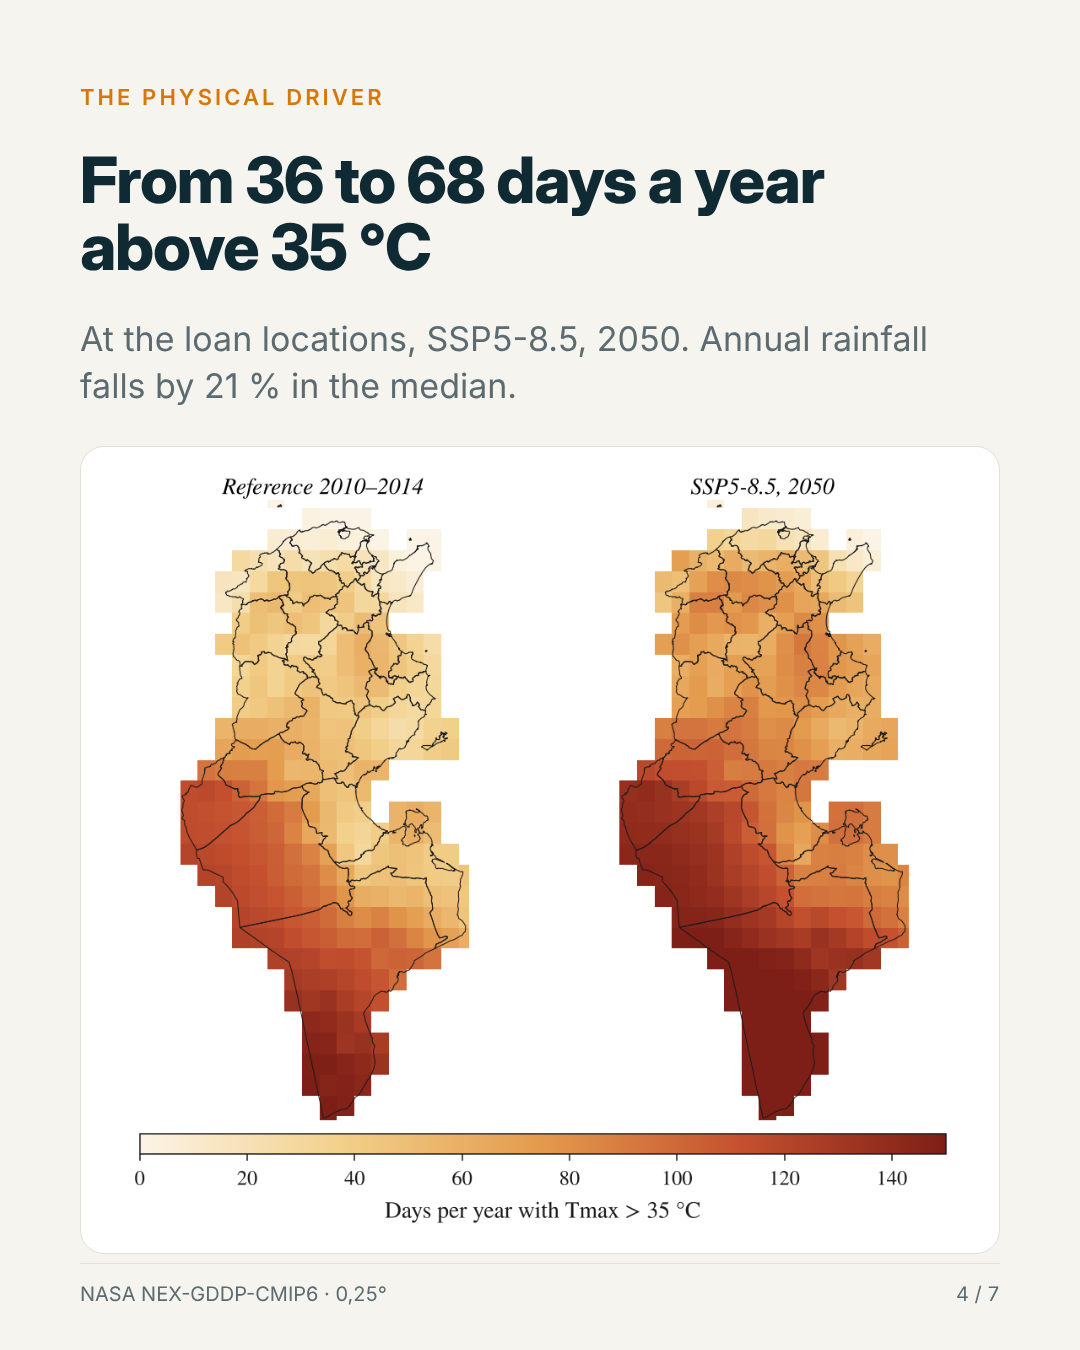 THE PHYSICAL DRIVER
From 36 to 68 days a year
above 35 °C
At the loan locations, SSP5-8.5, 2050. Annual rainfall
falls by 21 % in the median.
Reference 2010–2014
SSP5-8.5, 2050
0 20 40 60 80 100 120 140
Days per year with Tmax > 35 °C
NASA NEX-GDDP-CMIP6 · 0,25°
4 / 7